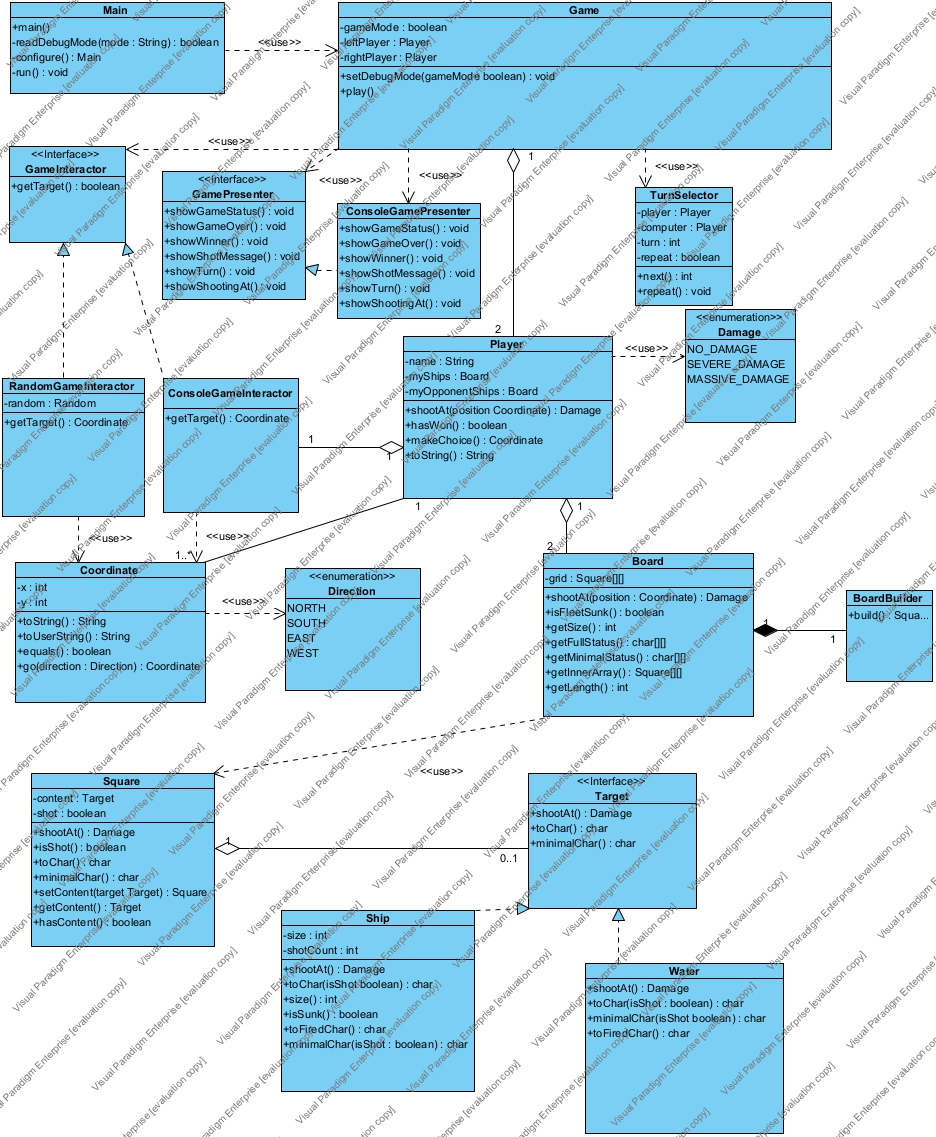 Main
+main()
-readDebugMode(mode : String) : boolean
-configure() : Main
-run() : void
<<use>>
Game
-gameMode : boolean
-leftPlayer : Player
-rightPlayer : Player
+setDebugMode(gameMode boolean) : void
+play()
<<use>>
<<use>>
<<use>>
1
<<use>>
<<Interface>>
GameInteractor
+getTarget() : boolean
<<Interface>>
GamePresenter
+showGameStatus() : void
+showGameOver() : void
+showWinner() : void
+showShotMessage() : void
+showTurn() : void
+showShootingAt() : void
ConsoleGamePresenter
+showGameStatus() : void
+showGameOver() : void
+showWinner() : void
+showShotMessage() : void
+showTurn() : void
+showShootingAt() : void
TurnSelector
-player : Player
-computer : Player
-turn : int
-repeat : boolean
+next() : int
+repeat() : void
<<enumeration>>
Damage
NO_DAMAGE
SEVERE_DAMAGE
MASSIVE_DAMAGE
2
Player
-name : String
-myShips : Board
-myOpponentShips : Board
+shootAt(position Coordinate) : Damage
+hasWon() : boolean
+makeChoice() : Coordinate
+toString() : String
<<use>>
RandomGameInteractor
-random : Random
+getTarget() : Coordinate
ConsoleGameInteractor
+getTarget() : Coordinate
1
1
1
1
<<use>>
<<use>>
1..*
2
Coordinate
-x : int
-y : int
+toString() : String
+toUserString() : String
+equals() : boolean
+go(direction : Direction) : Coordinate
<<use>>
<<enumeration>>
Direction
NORTH
SOUTH
EAST
WEST
Board
-grid : Square[][]
+shootAt(position : Coordinate) : Damage
+isFleetSunk() : boolean
+getSize() : int
+getFullStatus() : char[][]
+getMinimalStatus() : char[][]
+getInnerArray() : Square[][]
+getLength() : int
1
1
BoardBuilder
+build() : Squa...
<<use>>
Square
-content : Target
-shot : boolean
+shootAt() : Damage
+isShot() : boolean
+toChar() : char
+minimalChar() : char
+setContent(target Target) : Square
+getContent() : Target
+hasContent() : boolean
1
0..1
<<Interface>>
Target
+shootAt() : Damage
+toChar() : char
+minimalChar() : char
Ship
-size : int
-shotCount : int
+shootAt() : Damage
+toChar(isShot boolean) : char
+size() : int
+isSunk() : boolean
+toFiredChar() : char
+minimalChar(isShot : boolean) : char
Water
+shootAt() : Damage
+toChar(isShot : boolean) : char
+minimalChar(isShot boolean) : char
+toFiredChar() : char
Visual Paradigm Enterprise [evaluation copy]